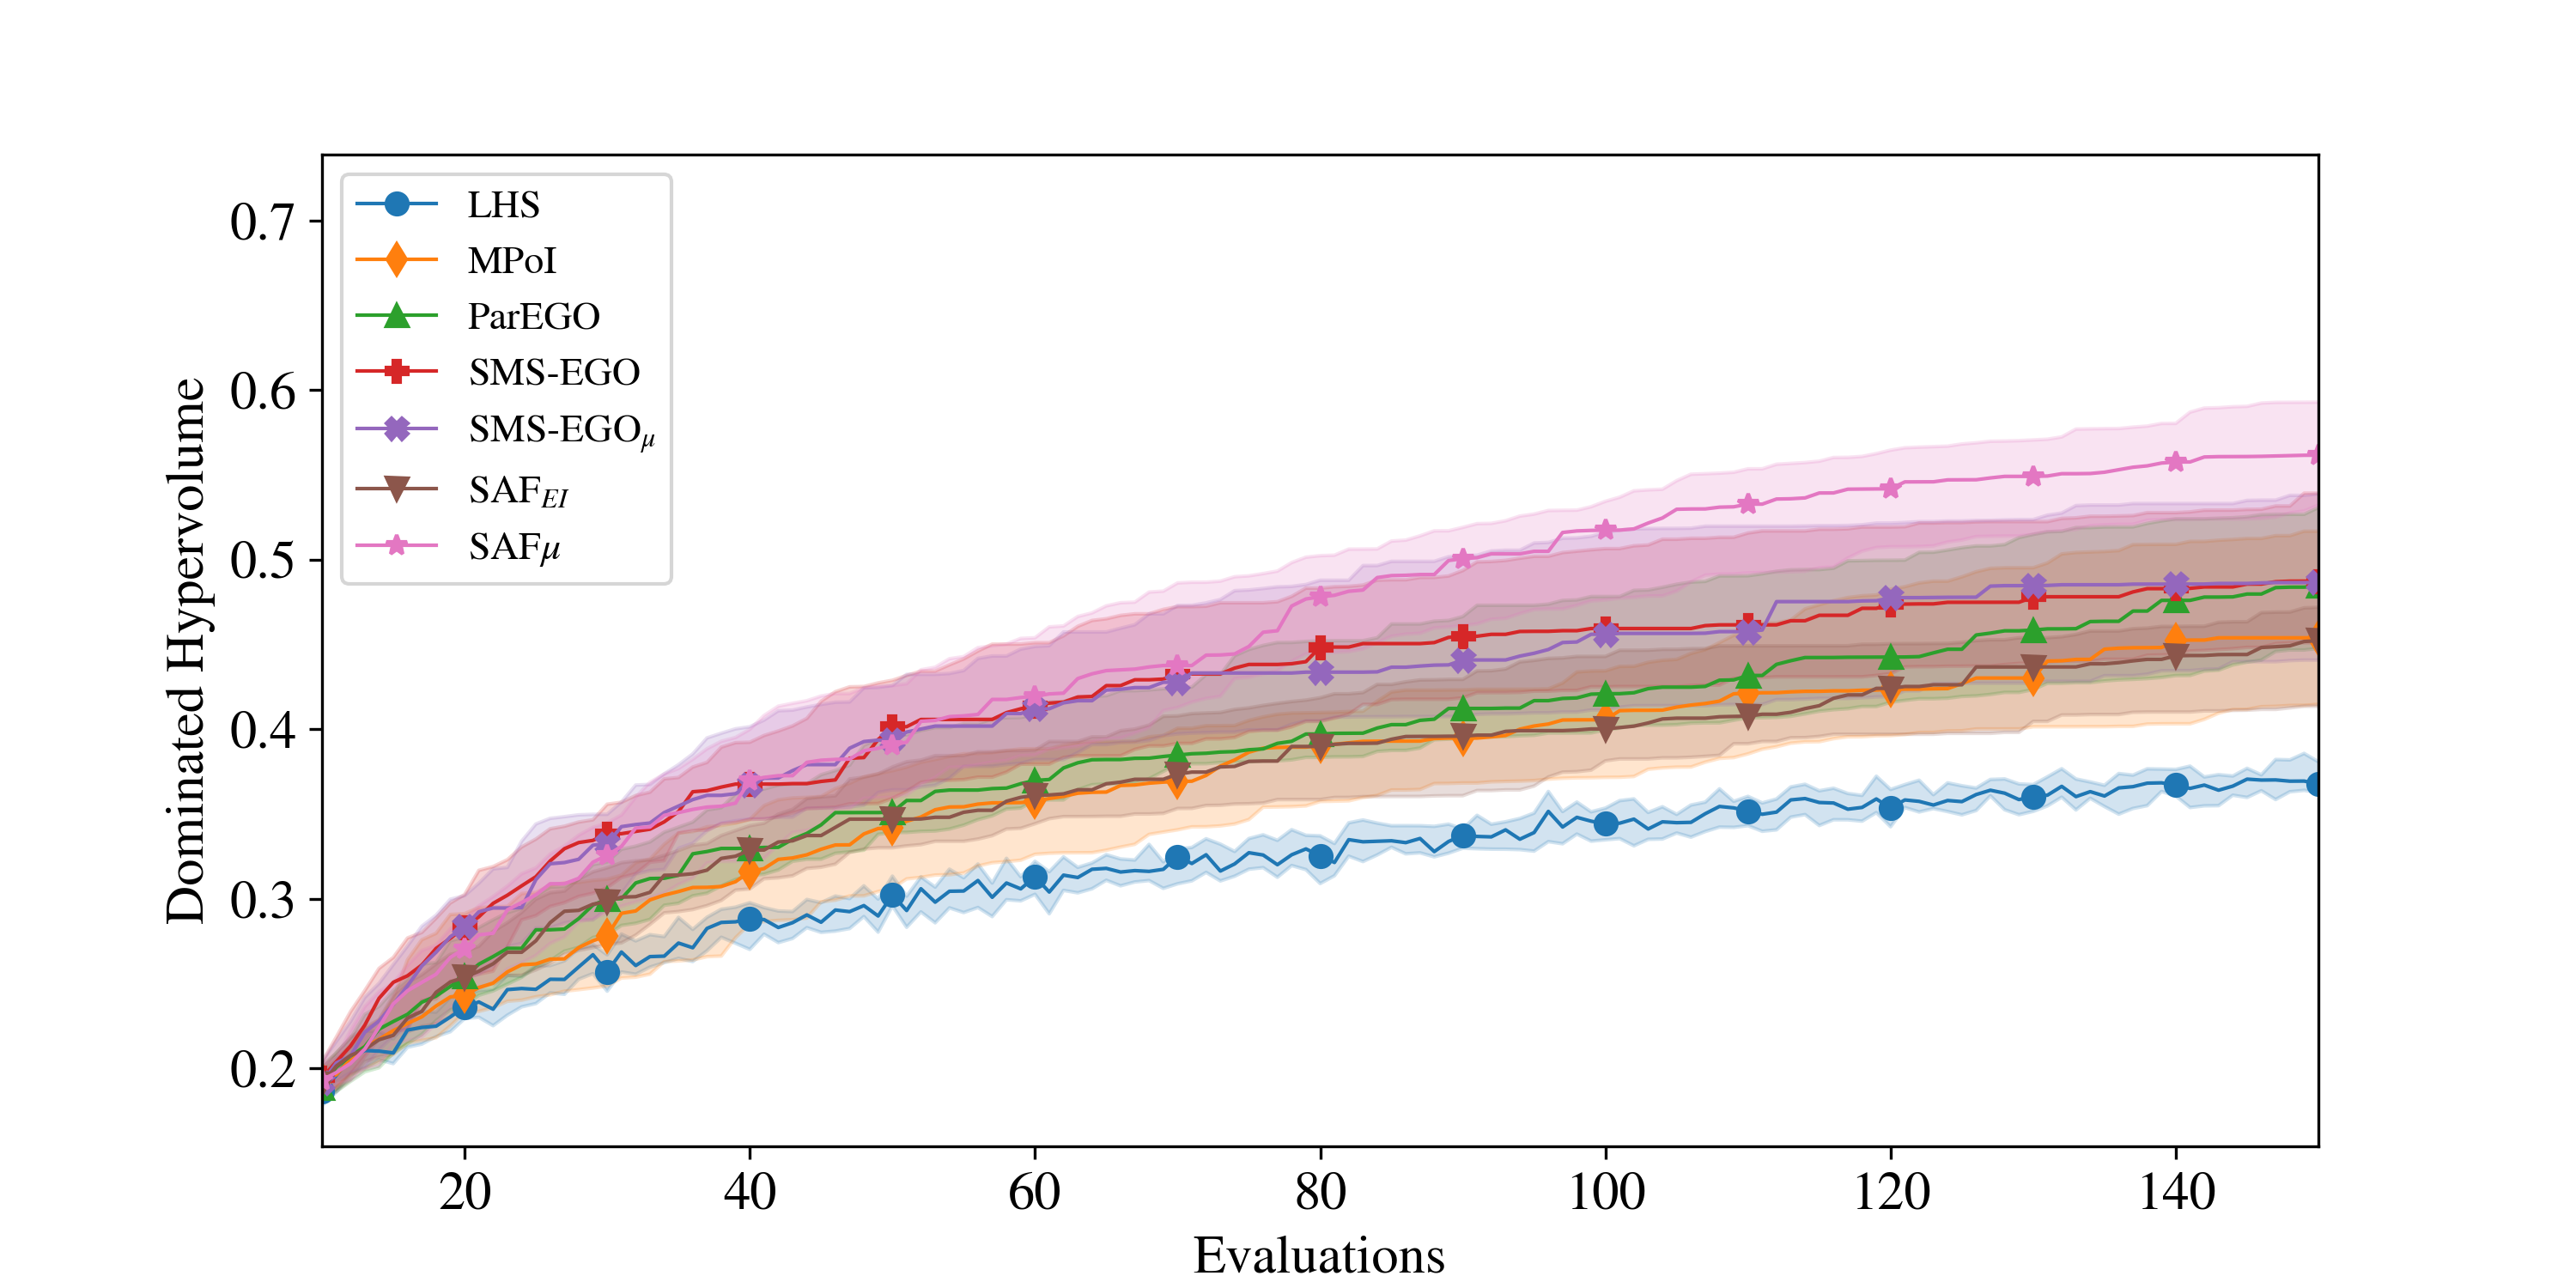 LHS
MPoI
ParEGO
SMS-EGO
SMS-EGOμ
SAFEI
SAFμ
0.7
0.6
0.5
0.4
0.3
0.2
Dominated Hypervolume
20 40 60 80 100 120 140
Evaluations